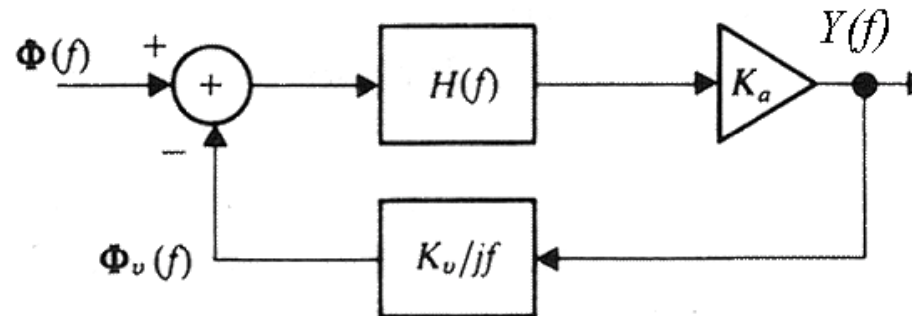 Y(f)
+
Φ(f)
+
H(f)
K_a
−
Φ_v(f)
K_v/jf